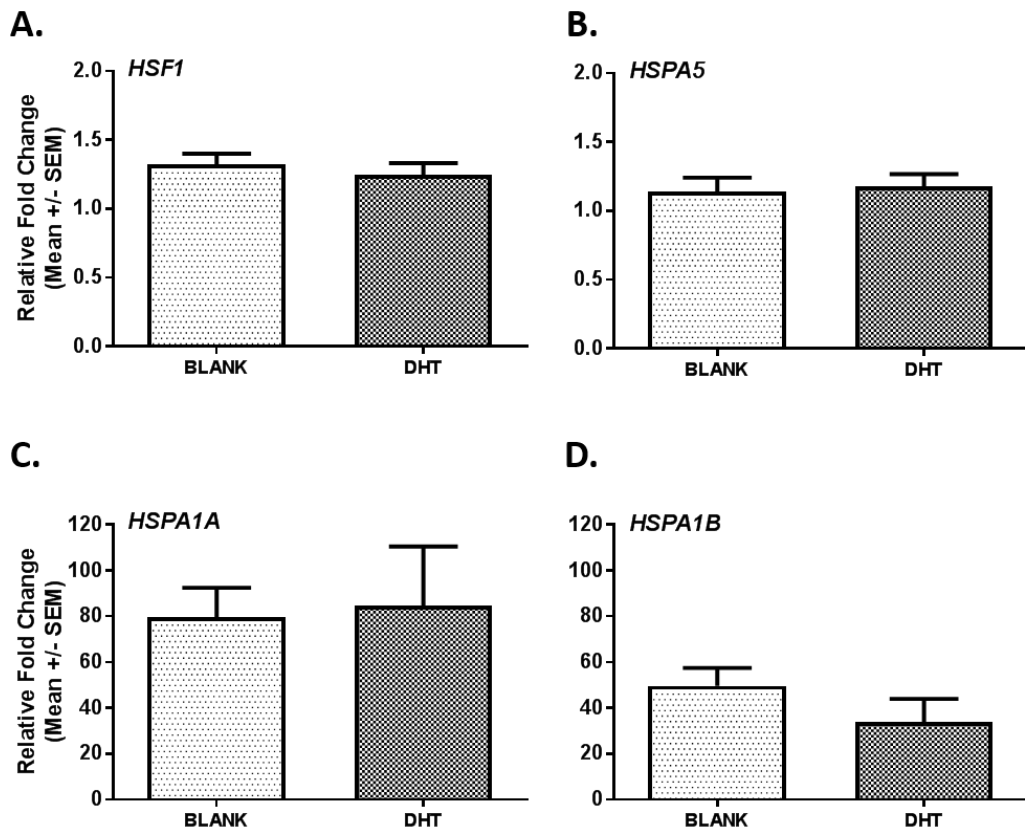 A.
HSF1
Relative Fold Change
(Mean +/- SEM)
2.0
1.5
1.0
0.5
0.0
BLANK
DHT
B.
HSPA5
2.0
1.5
1.0
0.5
0.0
BLANK
DHT
C.
HSPA1A
Relative Fold Change
(Mean +/- SEM)
120
100
80
60
40
20
0
BLANK
DHT
D.
HSPA1B
120
100
80
60
40
20
0
BLANK
DHT